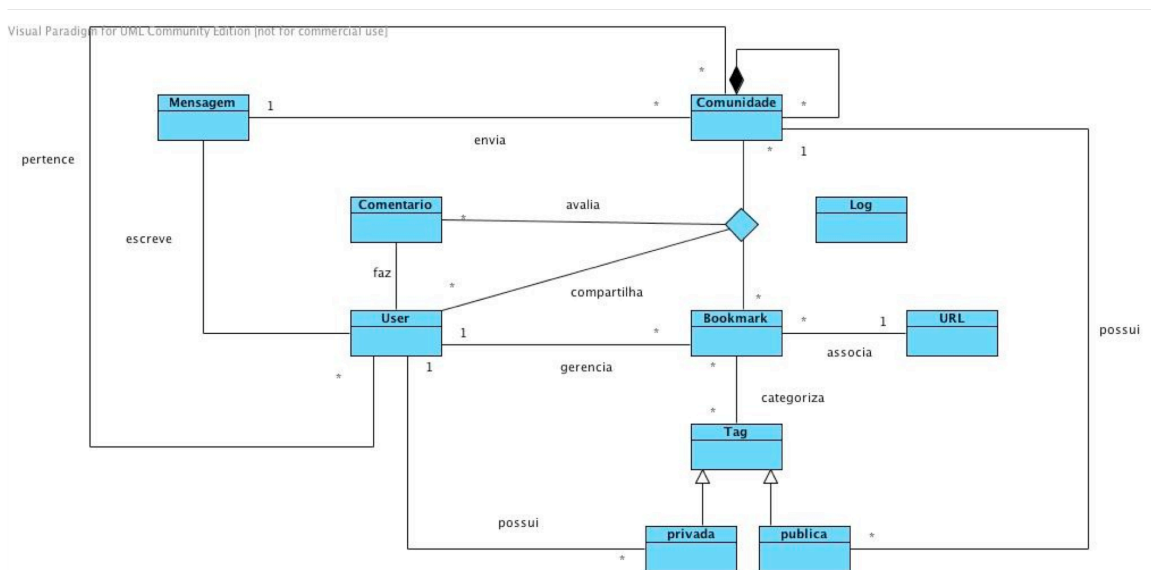 Visual Paradigm for UML Community Edition [not for commercial use]
*
Mensagem
1
*
Comunidade
*
envia
*
1
pertence
Comentario
*
avalia
Log
escreve
faz
*
compartilha
*
User
1
*
Bookmark
*
1
URL
possui
gerencia
associa
*
1
*
categoriza
*
Tag
possui
privada
publica
*
*